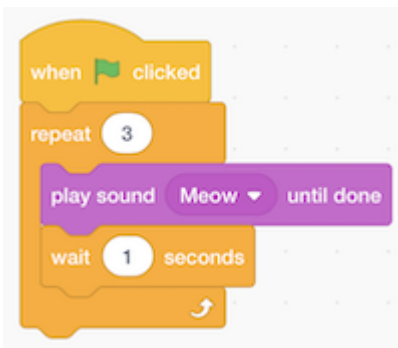 when clicked
repeat 3
play sound Meow until done
wait 1 seconds